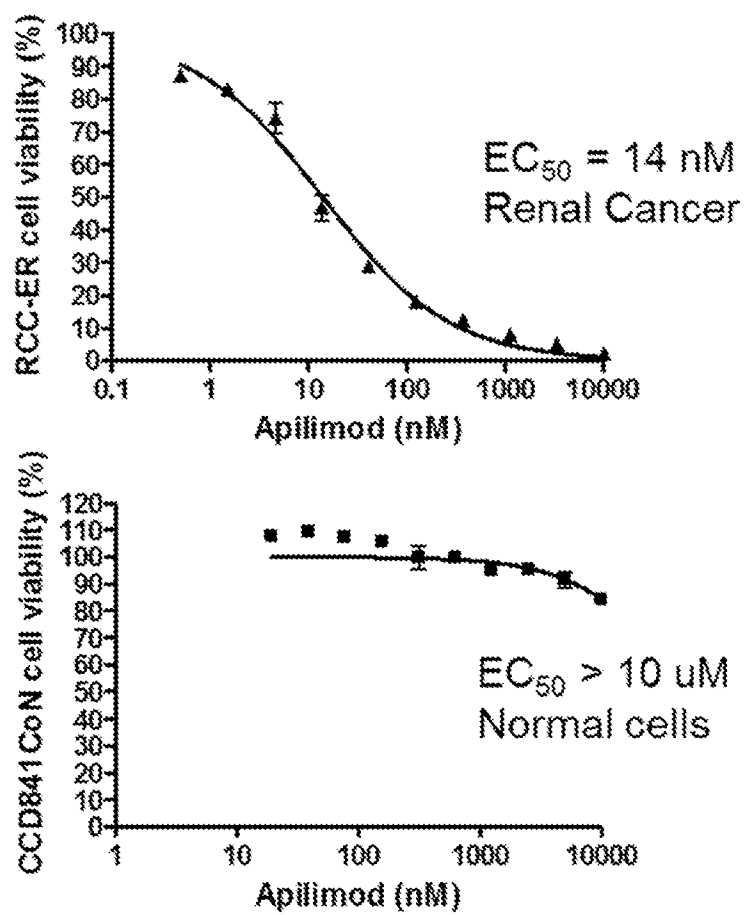 RCC-ER cell viability (%)
100
90
80
70
60
50
40
30
20
10
0
0.1 1 10 100 1000 10000
Apilimod (nM)
EC50 = 14 nM
Renal Cancer
CCD841CoN cell viability (%)
120
110
100
90
80
70
60
50
40
30
20
10
0
1 10 100 1000 10000
Apilimod (nM)
EC50 > 10 uM
Normal cells